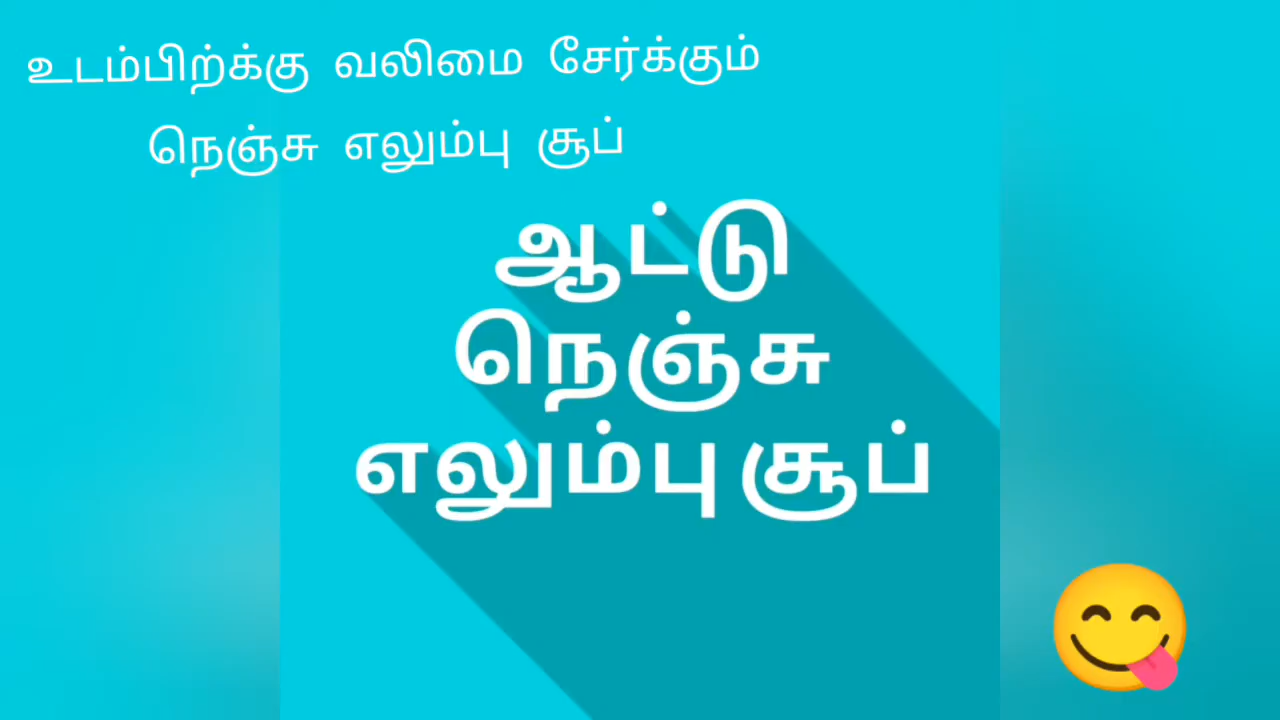 உடம்பிற்க்கு வலிமை சேர்க்கும்
நெஞ்சு எலும்பு சூப்
ஆட்டு
நெஞ்சு
எலும்பு சூப்